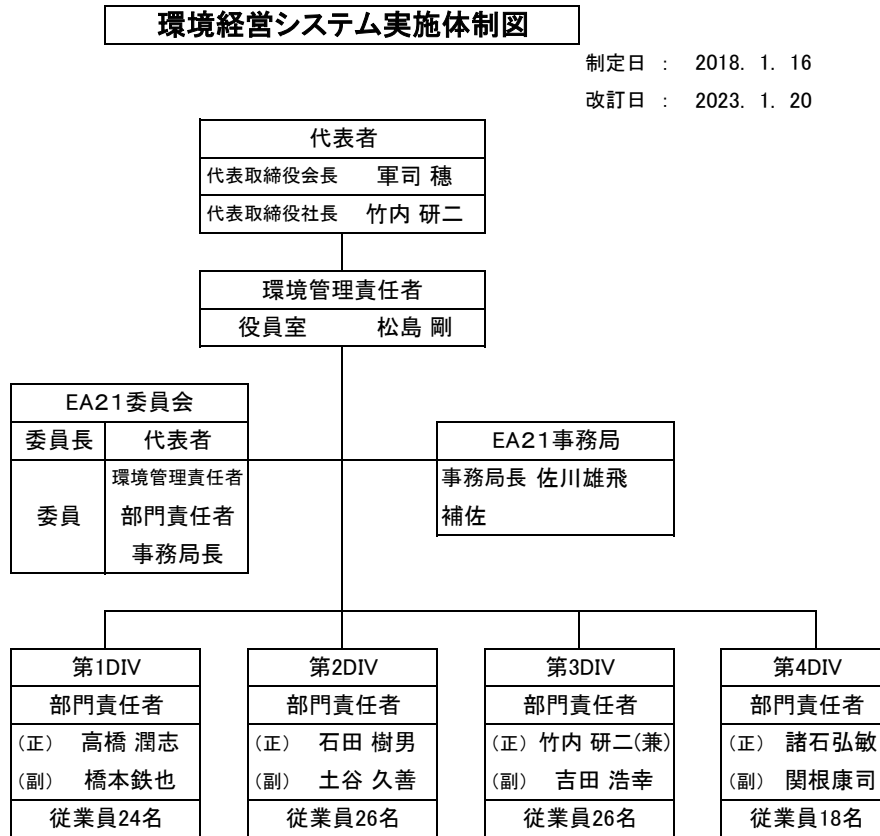 環境経営システム実施体制図
制定日 ： 2018. 1. 16
改訂日 ： 2023. 1. 20
代表者
代表取締役会長 軍司 穗
代表取締役社長 竹内 研二
環境管理責任者
役員室 松島 剛
EA21委員会
委員長 代表者
委員
環境管理責任者
部門責任者
事務局長
EA21事務局
事務局長 佐川雄飛
補佐
第1DIV
部門責任者
(正) 高橋 潤志
(副) 橋本鉄也
従業員24名
第2DIV
部門責任者
(正) 石田 樹男
(副) 土谷 久善
従業員26名
第3DIV
部門責任者
(正) 竹内 研二(兼)
(副) 吉田 浩幸
従業員26名
第4DIV
部門責任者
(正) 諸石弘敏
(副) 関根康司
従業員18名